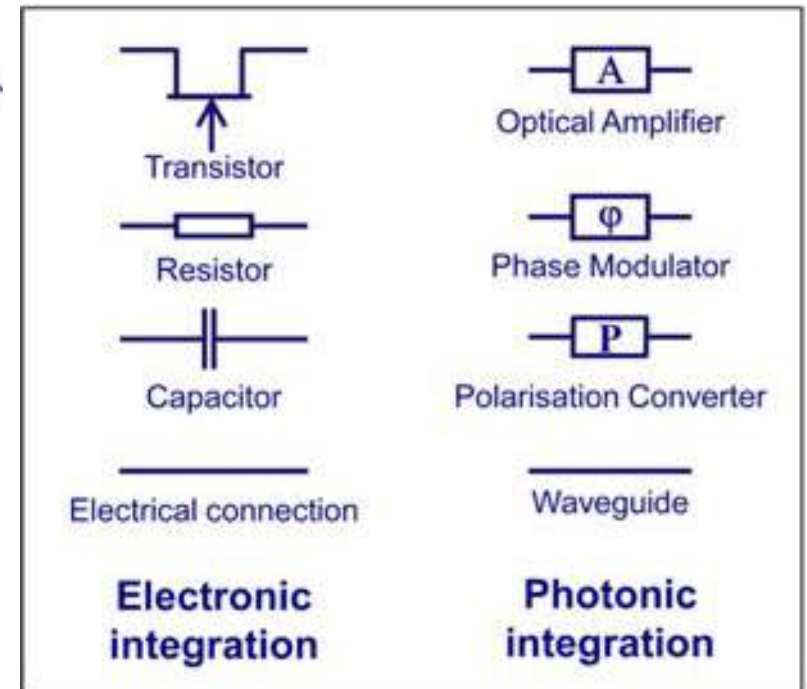 Transistor
Resistor
Capacitor
Electrical connection
Electronic
integration
A
Optical Amplifier
φ
Phase Modulator
P
Polarisation Converter
Waveguide
Photonic
integration